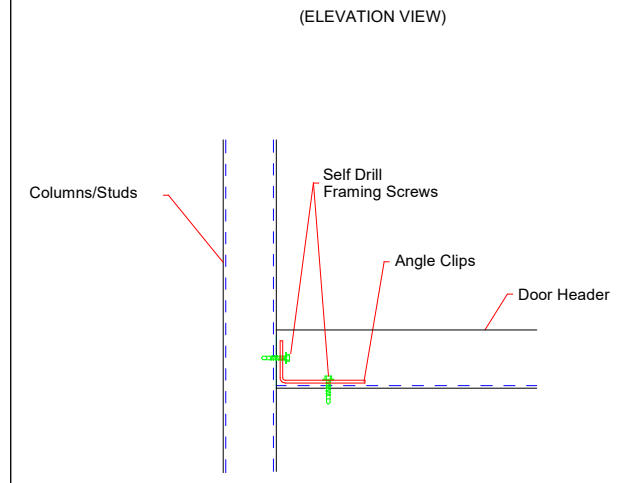 (ELEVATION VIEW)
Self Drill
Framing Screws
Columns/Studs
Angle Clips
Door Header